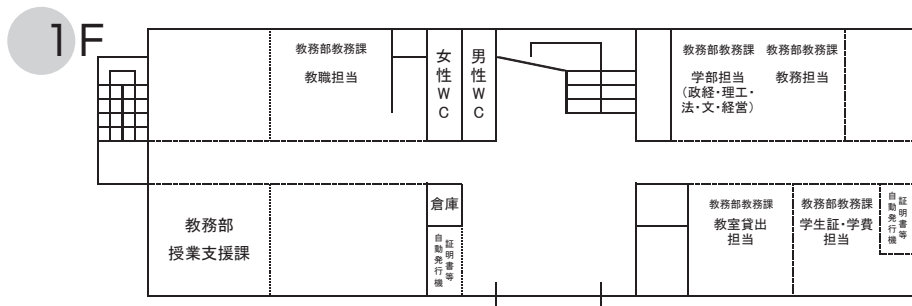 1F
教務部教務課
教職担当
女性WC
男性WC
教務部教務課
学部担当
(政経・理工・
法・文・経営)
教務部教務課
教務担当
教務部
授業支援課
倉庫
証明書等
自動発行機
教務部教務課
教室貸出
担当
教務部教務課
学生証・学費
担当
証明書等
自動発行機